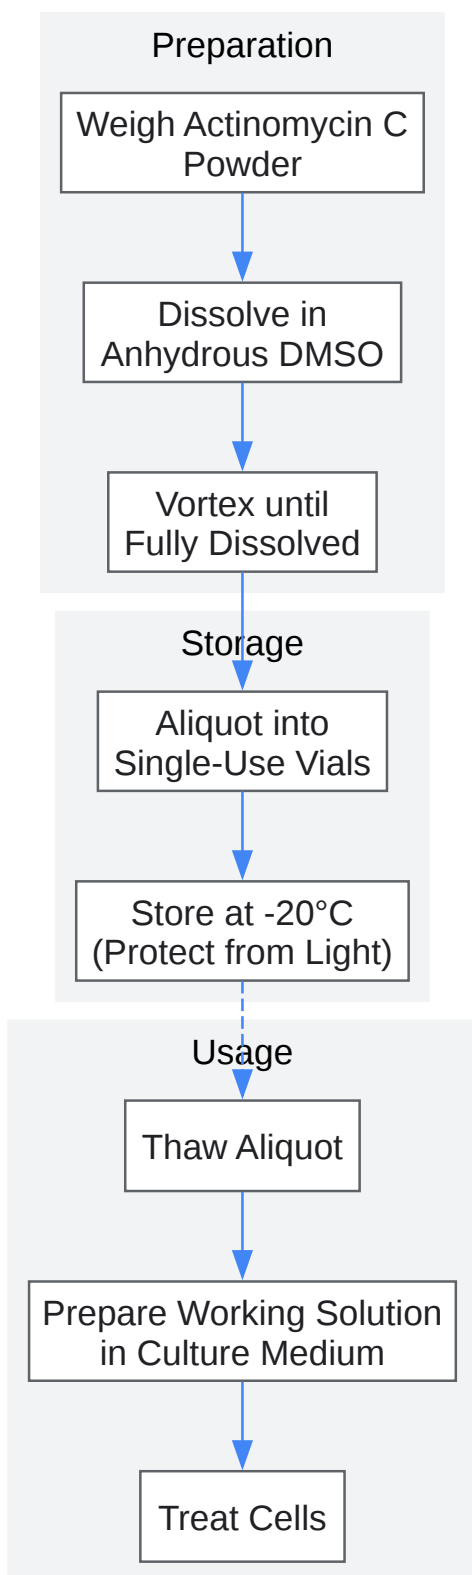 Preparation
Weigh Actinomycin C
Powder
Dissolve in
Anhydrous DMSO
Vortex until
Fully Dissolved
Storage
Aliquot into
Single-Use Vials
Store at -20°C
(Protect from Light)
Usage
Thaw Aliquot
Prepare Working Solution
in Culture Medium
Treat Cells